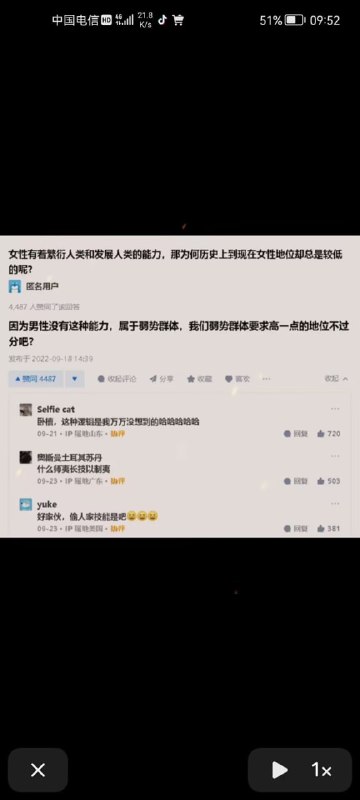 中国电信 HD 4G 21.8 K/s 51% 09:52
女性有着繁衍人类和发展人类的能力，那为何历史上到现在女性地位却总是较低
的呢？
匿名用户
4,487 人赞同了该回答
因为男性没有这种能力，属于弱势群体，我们弱势群体要求高一点的地位不过
分吧？
发布于 2022-09-18 14:39
赞同 4487 收起评论 分享 收藏 喜欢 ··· 收起
Selfie cat ···
卧槽，这种逻辑是我万万没想到的哈哈哈哈哈
09-21 · IP 属地山东 · 热评 回复 720
奥斯曼土耳其苏丹 ···
什么师夷长技以制夷
09-23 · IP 属地广东 · 热评 回复 503
yuke ···
好家伙，偷人家技能是吧😄😄😄
09-23 · IP 属地美国 · 热评 回复 381
1x